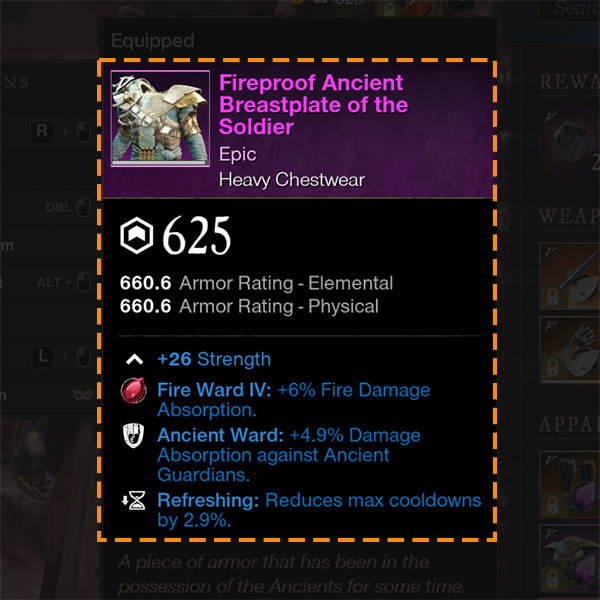 Searc
Equipped
NS
Fireproof Ancient
Breastplate of the
Soldier
REWA
R +
Epic
Heavy Chestwear
2
DBL
WEAP
625
m
ALT +
t
V
660.6 Armor Rating - Elemental
660.6 Armor Rating - Physical
V
L +
+26 Strength
n
Fire Ward IV: +6% Fire Damage
Absorption.
APPA
Ancient Ward: +4.9% Damage
Absorption against Ancient
Guardians.
V
Refreshing: Reduces max cooldowns
by 2.9%.
V
A piece of armor that has been in the
possession of the Ancients for some time.